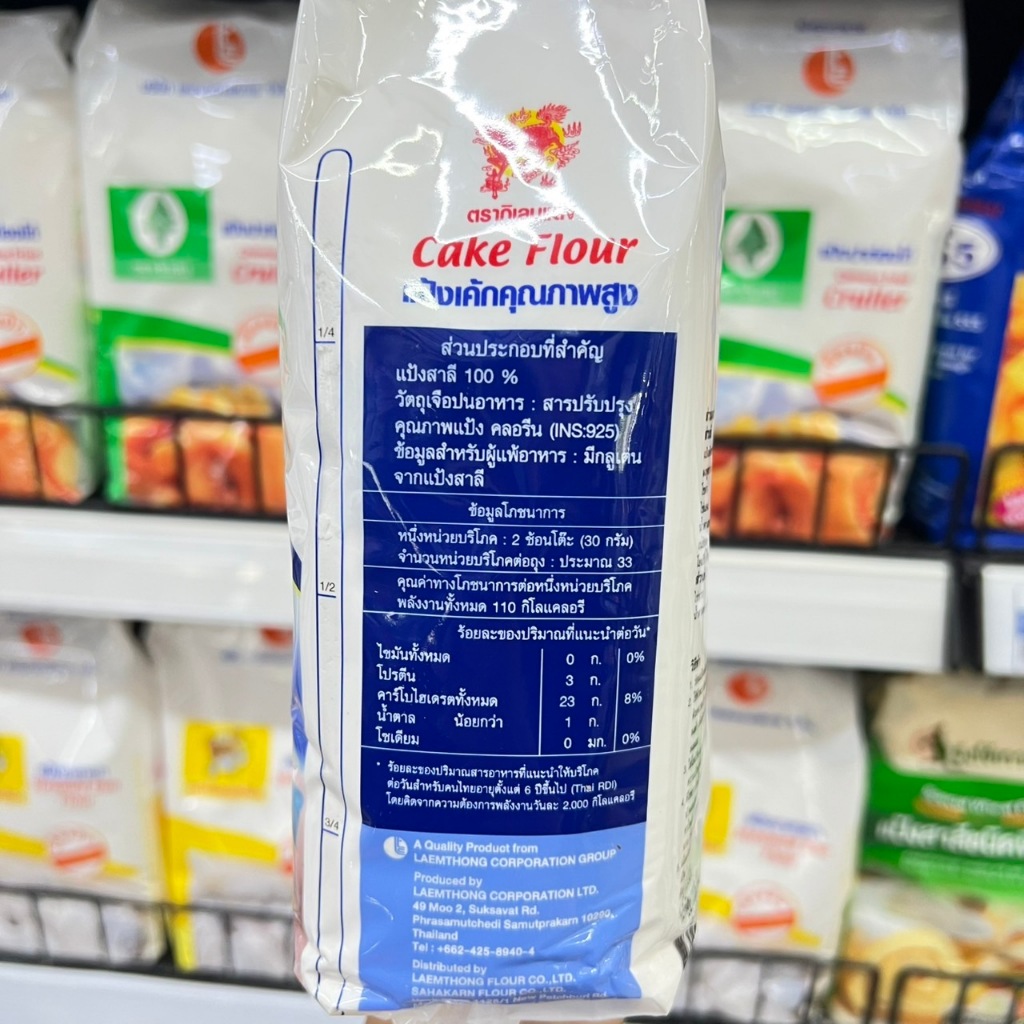 ตรากิเลนแดง
Cake Flour
แป้งเค้กคุณภาพสูง
1/4
1/2
3/4
ส่วนประกอบที่สำคัญ
แป้งสาลี 100 %
วัตถุเจือปนอาหาร : สารปรับปรุง
คุณภาพแป้ง คลอรีน (INS:925)
ข้อมูลสำหรับผู้แพ้อาหาร : มีกลูเตน
จากแป้งสาลี
ข้อมูลโภชนาการ
หนึ่งหน่วยบริโภค : 2 ช้อนโต๊ะ (30 กรัม)
จำนวนหน่วยบริโภคต่อถุง : ประมาณ 33
คุณค่าทางโภชนาการต่อหนึ่งหน่วยบริโภค
พลังงานทั้งหมด 110 กิโลแคลอรี
ร้อยละของปริมาณที่แนะนำต่อวัน*
ไขมันทั้งหมด 0 ก. 0%
โปรตีน 3 ก.
คาร์โบไฮเดรตทั้งหมด 23 ก. 8%
น้ำตาล น้อยกว่า 1 ก.
โซเดียม 0 มก. 0%
* ร้อยละของปริมาณสารอาหารที่แนะนำให้บริโภค
ต่อวันสำหรับคนไทยอายุตั้งแต่ 6 ปีขึ้นไป (Thai RDI)
โดยคิดจากความต้องการพลังงานวันละ 2,000 กิโลแคลอรี
A Quality Product from
LAEMTHONG CORPORATION GROUP
Produced by
LAEMTHONG CORPORATION LTD.
49 Moo 2, Suksavat Rd.
Phrasamutchedi Samutprakarn 10290,
Thailand
Tel : +662-425-8940-4
Distributed by
LAEMTHONG FLOUR CO.,LTD.
SAHAKARN FLOUR CO.,LTD.
Cruller